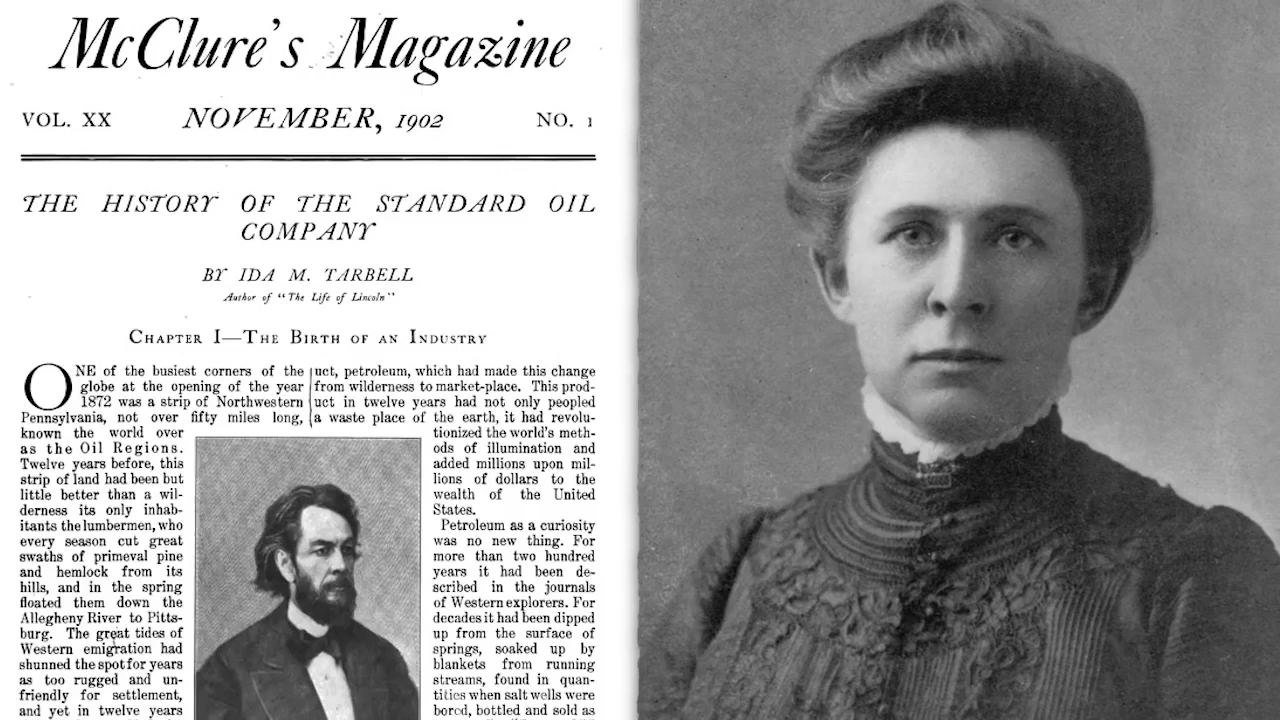 McClure's Magazine
VOL. XX NOVEMBER, 1902 NO. 1
THE HISTORY OF THE STANDARD OIL
COMPANY
BY IDA M. TARBELL
Author of "The Life of Lincoln"
CHAPTER I—THE BIRTH OF AN INDUSTRY
ONE of the busiest corners of the
globe at the opening of the year
1872 was a strip of Northwestern
Pennsylvania, not over fifty miles long,
known the world over
as the Oil Regions.
Twelve years before, this
strip of land had been but
little better than a wil-
derness its only inhab-
itants the lumbermen, who
every season cut great
swaths of primeval pine
and hemlock from its
hills, and in the spring
floated them down the
Allegheny River to Pitts-
burg. The great tides of
Western emigration had
shunned the spot for years
as too rugged and un-
friendly for settlement,
and yet in twelve years
uct, petroleum, which had made this change
from wilderness to market-place. This prod-
uct in twelve years had not only peopled
a waste place of the earth, it had revolu-
tionized the world's meth-
ods of illumination and
added millions upon mil-
lions of dollars to the
wealth of the United
States.
Petroleum as a curiosity
was no new thing. For
more than two hundred
years it had been de-
scribed in the journals
of Western explorers. For
decades it had been dipped
up from the surface of
springs, soaked up by
blankets from running
streams, found in quan-
tities when salt wells were
bored, bottled and sold as